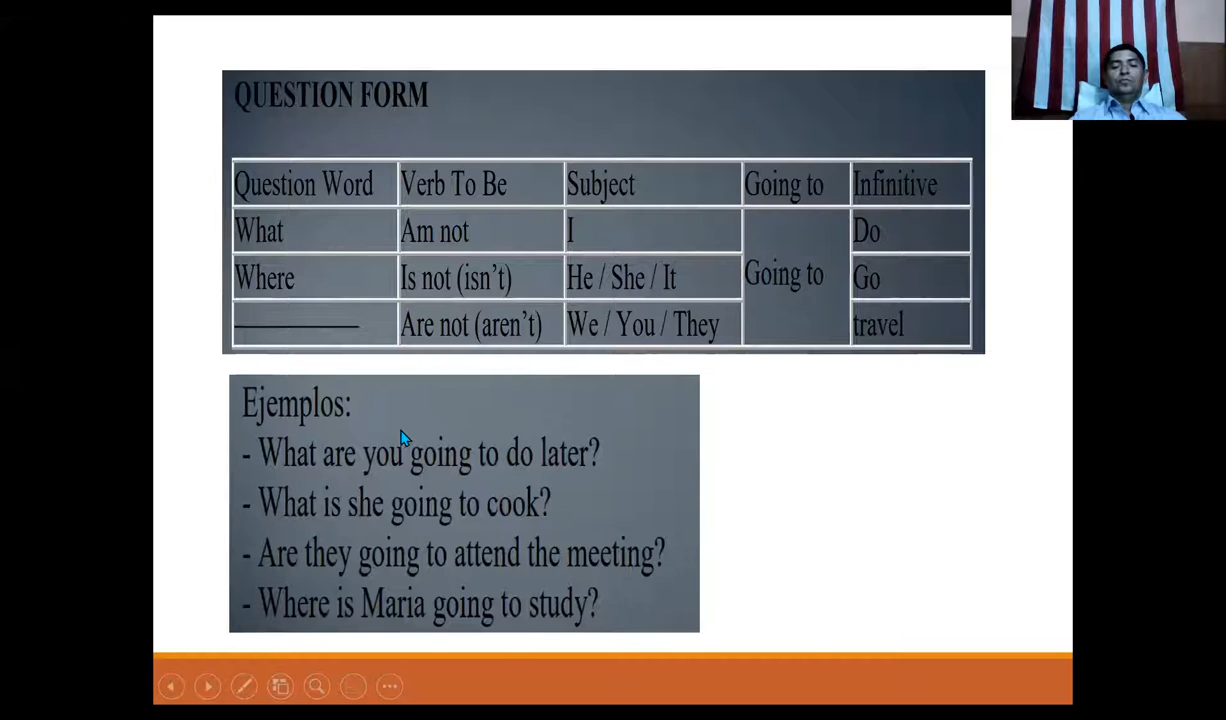 QUESTION FORM
Question Word Verb To Be Subject Going to Infinitive
What Am not I Do
Where Is not (isn't) He / She / It Going to Go
Are not (aren't) We / You / They travel
Ejemplos:
- What are you going to do later?
- What is she going to cook?
- Are they going to attend the meeting?
- Where is Maria going to study?